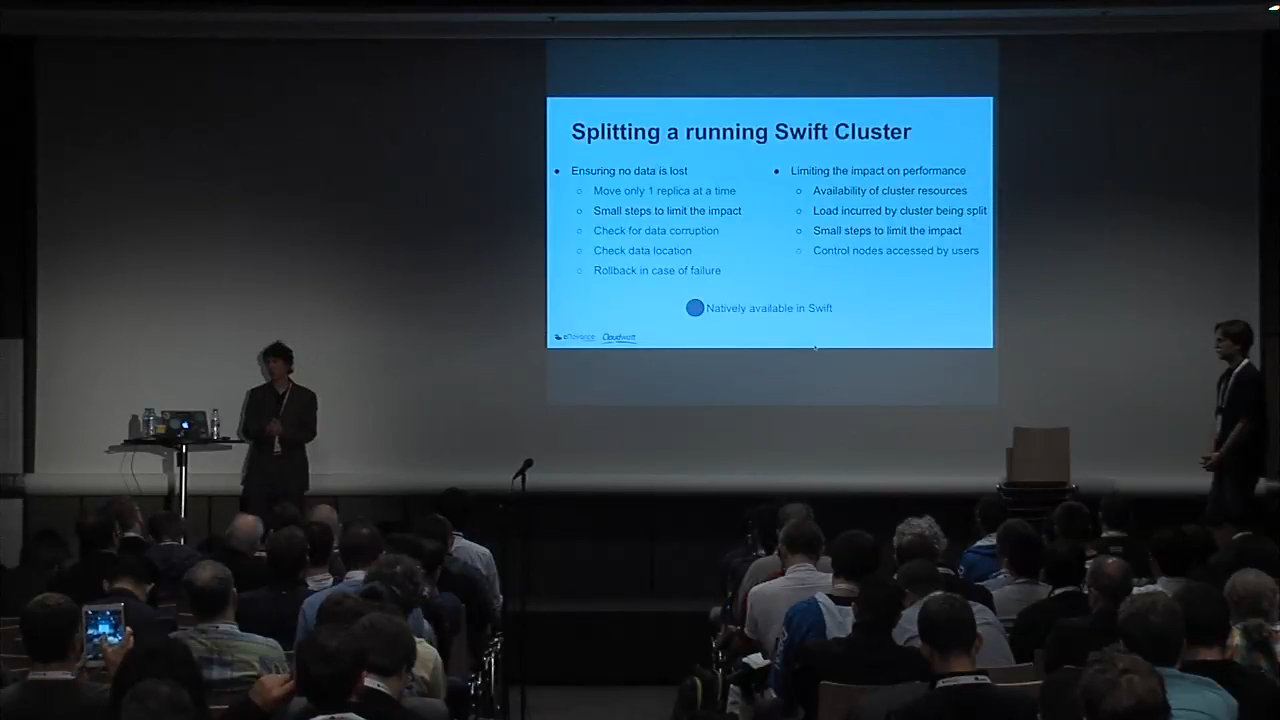 Splitting a running Swift Cluster
● Ensuring no data is lost
○ Move only 1 replica at a time
○ Small steps to limit the impact
○ Check for data corruption
○ Check data location
○ Rollback in case of failure
● Limiting the impact on performance
○ Availability of cluster resources
○ Load incurred by cluster being split
○ Small steps to limit the impact
○ Control nodes accessed by users
Natively available in Swift
eNovance Cloudwatt